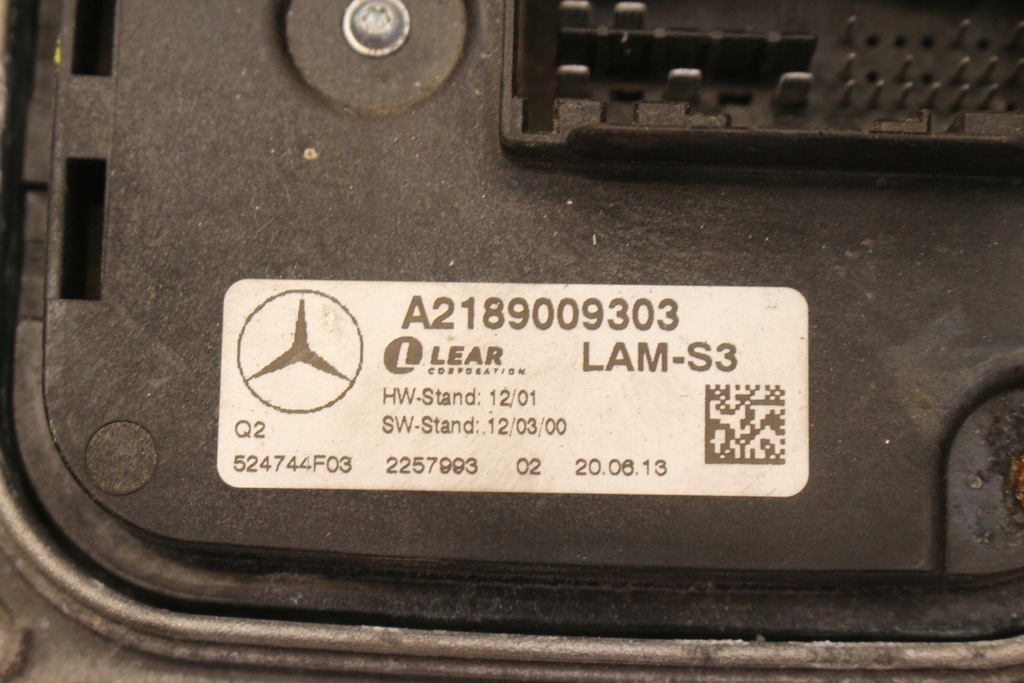 A2189009303
LEAR
CORPORATION
LAM-S3
HW-Stand: 12/01
SW-Stand: 12/03/00
Q2
524744F03 2257993 02 20.06.13